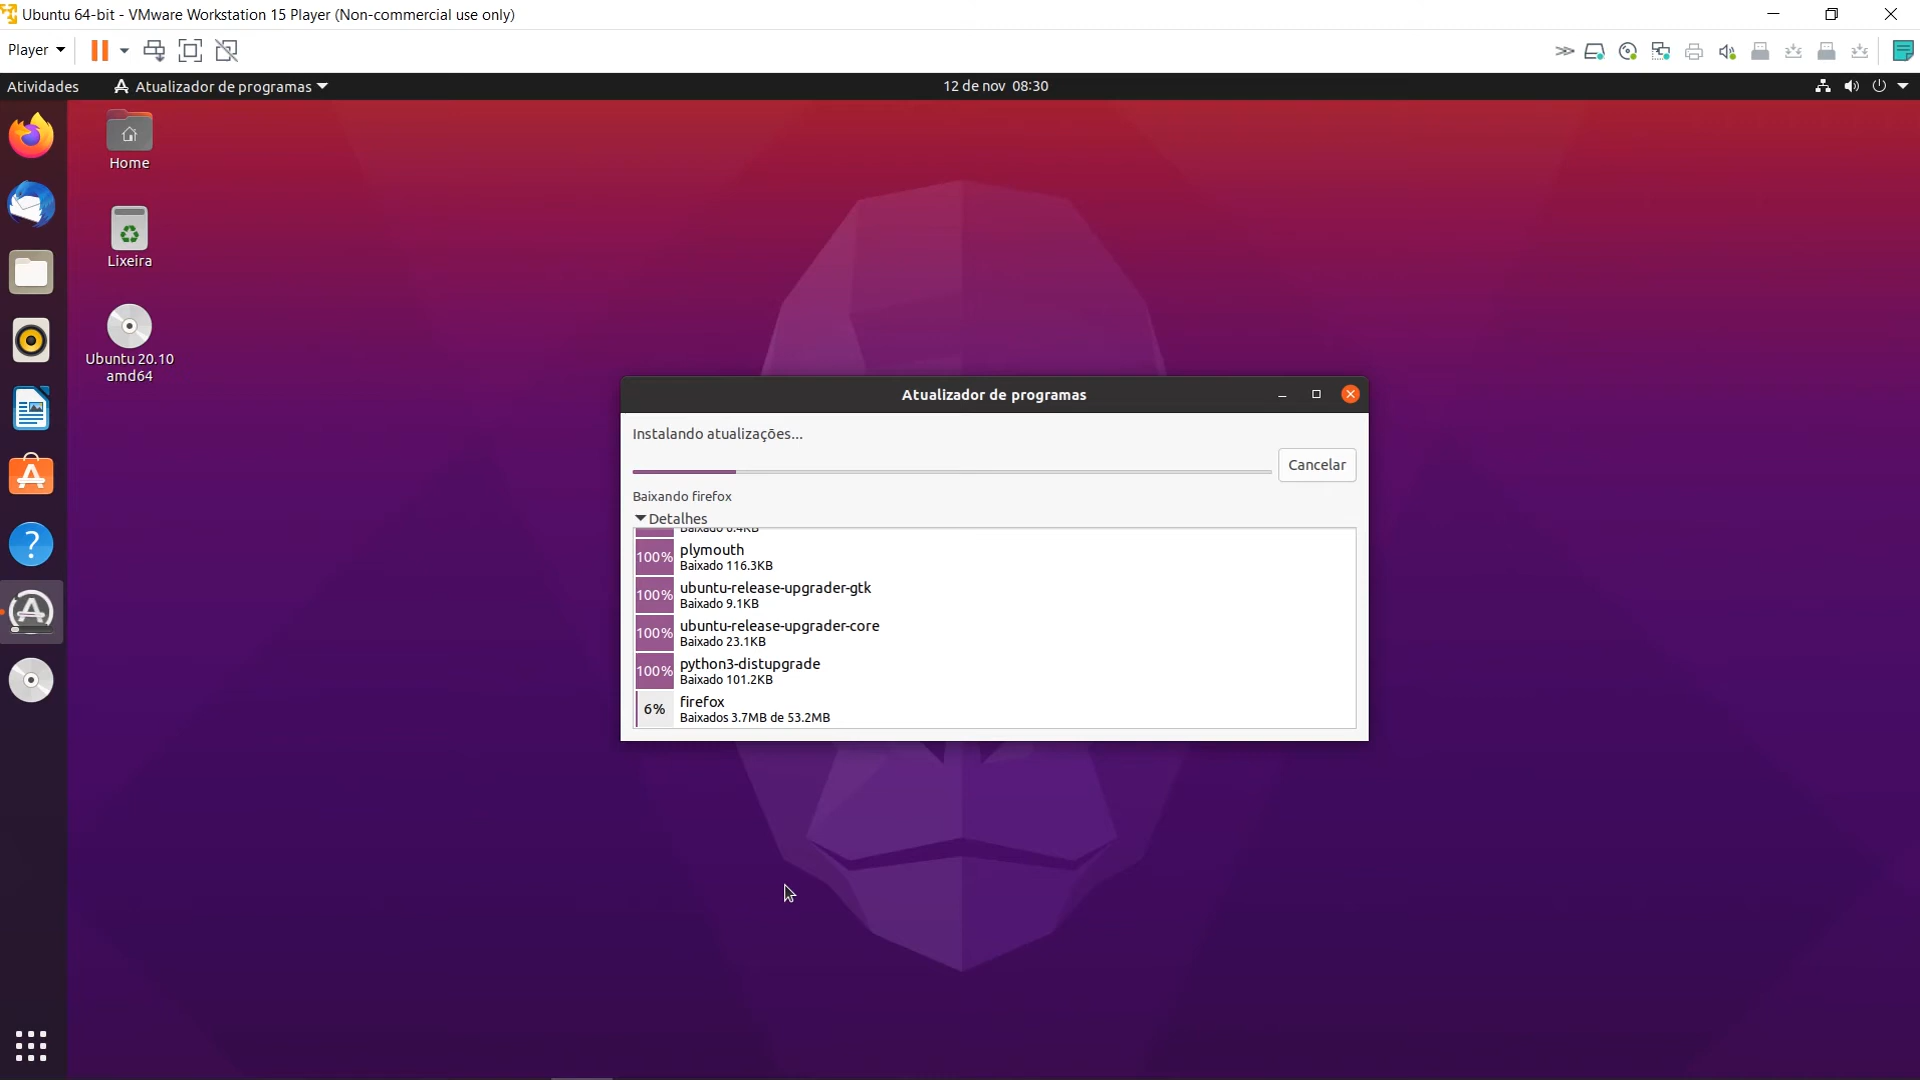 Ubuntu 64-bit - VMware Workstation 15 Player (Non-commercial use only)
Player
Atividades
Atualizador de programas
12 de nov 08:30
Home
Lixeira
Ubuntu 20.10
amd64
Atualizador de programas
Instalando atualizações...
Cancelar
Baixando firefox
Detalhes
Baixado 6.4KB
100%
plymouth
Baixado 116.3KB
100%
ubuntu-release-upgrader-gtk
Baixado 9.1KB
100%
ubuntu-release-upgrader-core
Baixado 23.1KB
100%
python3-distupgrade
Baixado 101.2KB
6%
firefox
Baixados 3.7MB de 53.2MB